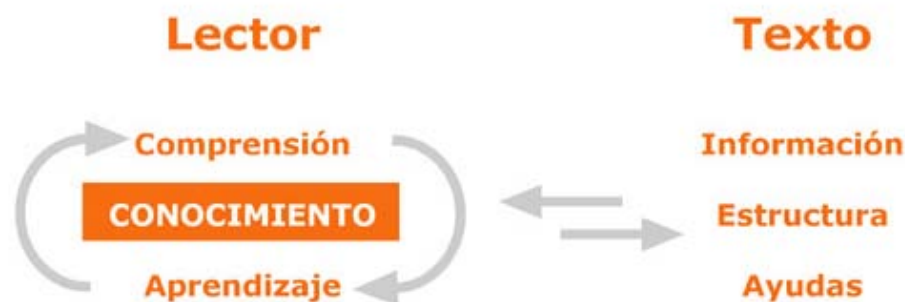 Lector
Texto
Comprensión
Información
CONOCIMIENTO
Estructura
Aprendizaje
Ayudas